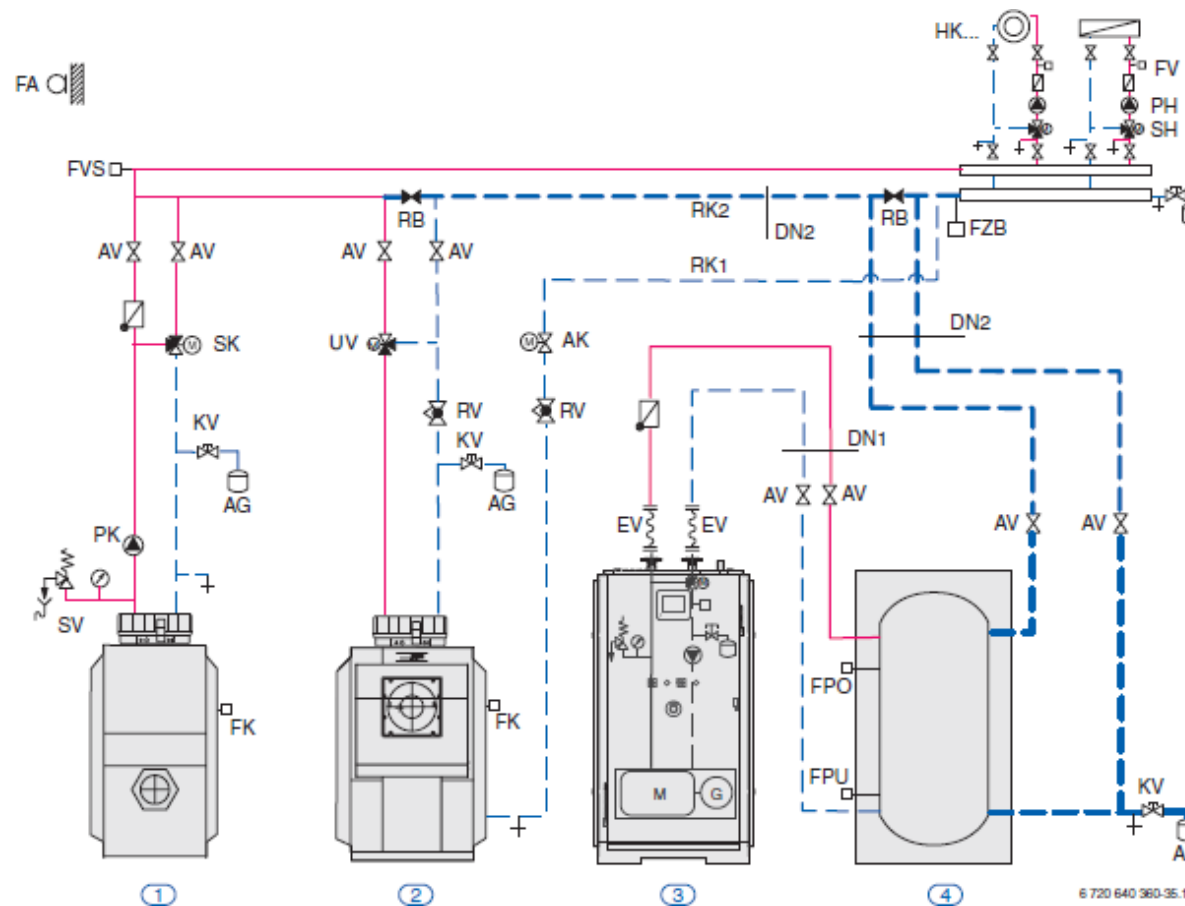 HK...
FA
FV
PH
SH
FVS
RB
RK2
DN2
RB
FZB
AV
AV
AV
AV
RK1
DN2
M
SK
UV
M
M
AK
RV
RV
DN1
KV
KV
AG
AG
AV
AV
AV
AV
PK
EV
EV
SV
FPO
FK
FK
FPU
KV
M
G
1
2
3
4
6 720 640 360-35.1